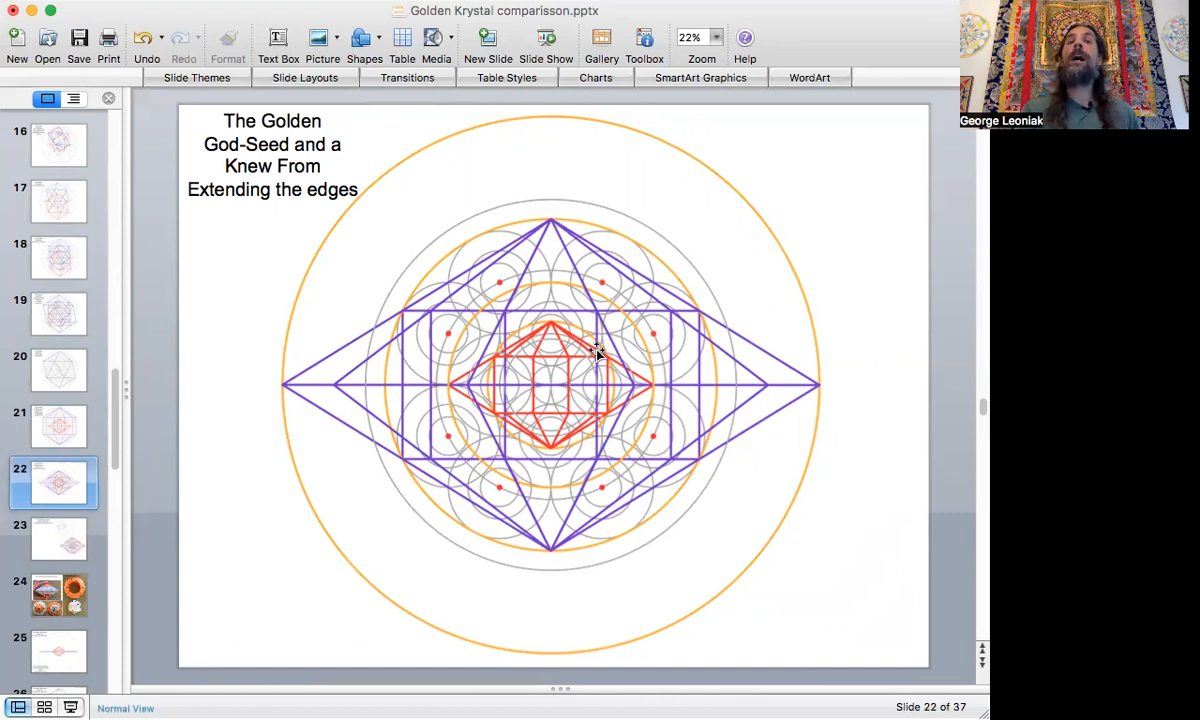 Golden Krystal comparisson.pptx
New Open Save Print Undo Redo Format Text Box Picture Shapes Table Media New Slide Slide Show Gallery Toolbox Zoom Help
22%
Slide Themes Slide Layouts Transitions Table Styles Charts SmartArt Graphics WordArt
George Leoniak
The Golden
God-Seed and a
Knew From
Extending the edges
16
17
18
19
20
21
22
23
24
25
Normal View
Slide 22 of 37